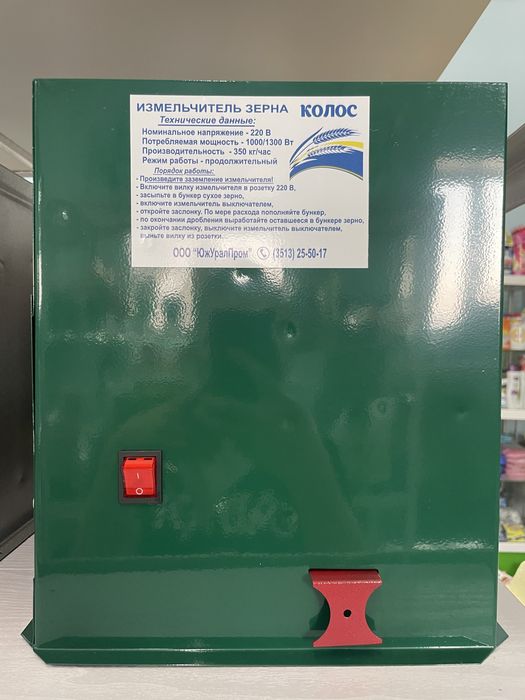 ИЗМЕЛЬЧИТЕЛЬ ЗЕРНА КОЛОС
Технические данные:
Номинальное напряжение - 220 В
Потребляемая мощность - 1000/1300 Вт
Производительность - 350 кг/час
Режим работы - продолжительный
Порядок работы:
- Произведите заземление измельчителя!
- Включите вилку измельчителя в розетку 220 В,
- засыпьте в бункер сухое зерно,
- включите измельчитель выключателем,
- откройте заслонку. По мере расхода пополняйте бункер,
- по окончании дробления выработайте оставшееся в бункере зерно,
- закройте заслонку, выключите измельчитель выключателем,
выньте вилку из розетки...
ООО "ЮжУралПром" (3513) 25-50-17